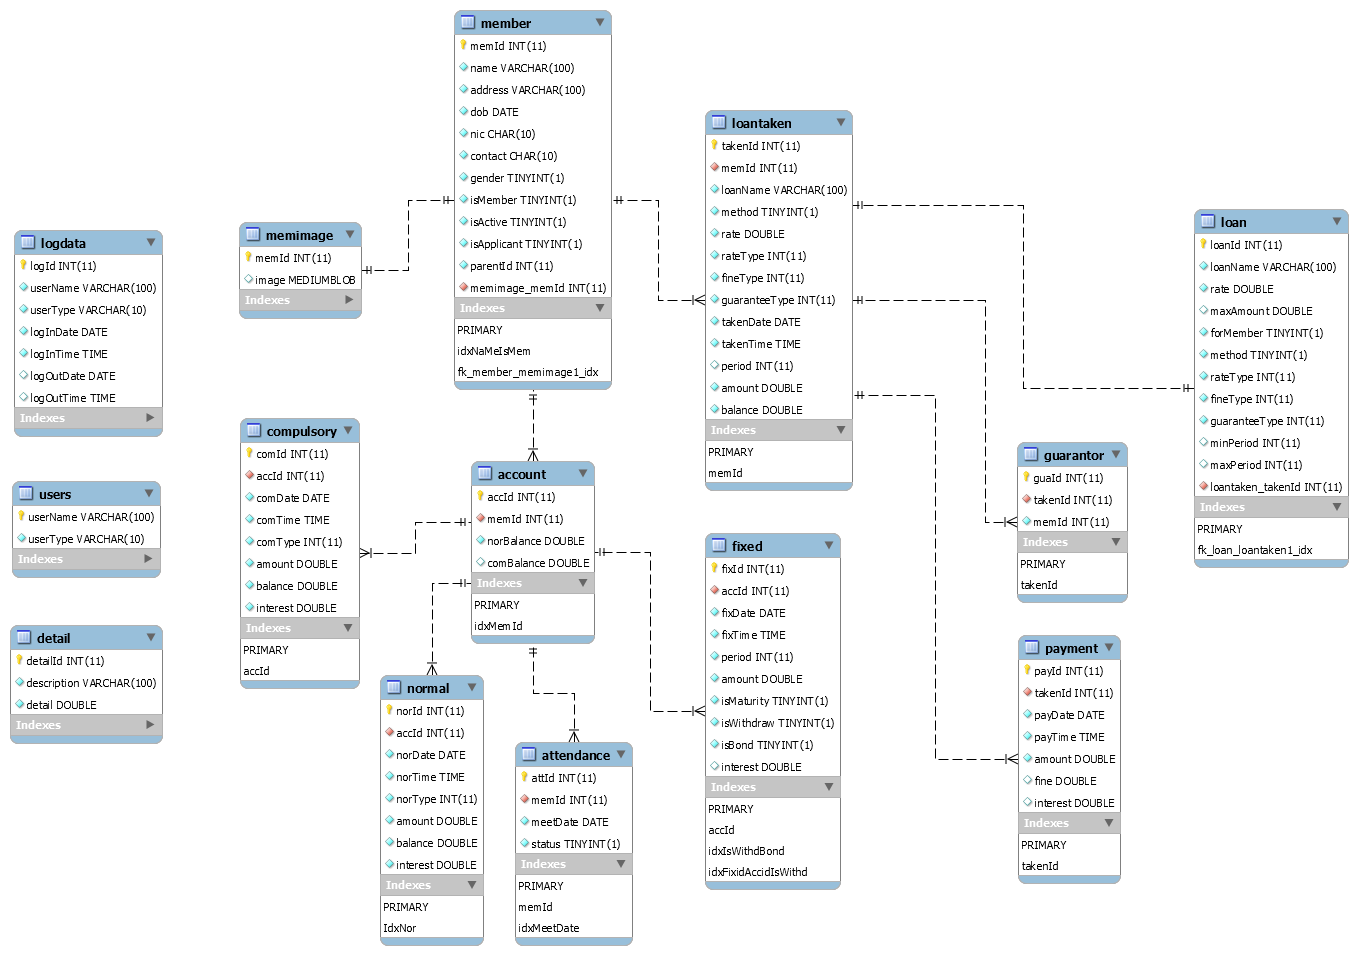 member
memId INT(11)
name VARCHAR(100)
address VARCHAR(100)
dob DATE
nic CHAR(10)
contact CHAR(10)
gender TINYINT(1)
isMember TINYINT(1)
isActive TINYINT(1)
isApplicant TINYINT(1)
parentId INT(11)
memimage_memId INT(11)
Indexes
PRIMARY
idxNaMeIsMem
fk_member_memimage1_idx
loantaken
takenId INT(11)
memId INT(11)
loanName VARCHAR(100)
method TINYINT(1)
rate DOUBLE
rateType INT(11)
fineType INT(11)
guaranteeType INT(11)
takenDate DATE
takenTime TIME
period INT(11)
amount DOUBLE
balance DOUBLE
Indexes
PRIMARY
memId
loan
loanId INT(11)
loanName VARCHAR(100)
rate DOUBLE
maxAmount DOUBLE
forMember TINYINT(1)
method TINYINT(1)
rateType INT(11)
fineType INT(11)
guaranteeType INT(11)
minPeriod INT(11)
maxPeriod INT(11)
loantaken_takenId INT(11)
Indexes
PRIMARY
fk_loan_loantaken1_idx
memimage
memId INT(11)
image MEDIUMBLOB
Indexes
logdata
logId INT(11)
userName VARCHAR(100)
userType VARCHAR(10)
logInDate DATE
logInTime TIME
logOutDate DATE
logOutTime TIME
Indexes
compulsory
comId INT(11)
accId INT(11)
comDate DATE
comTime TIME
comType INT(11)
amount DOUBLE
balance DOUBLE
interest DOUBLE
Indexes
PRIMARY
accId
account
accId INT(11)
memId INT(11)
norBalance DOUBLE
comBalance DOUBLE
Indexes
PRIMARY
idxMemId
guarantor
guaId INT(11)
takenId INT(11)
memId INT(11)
Indexes
PRIMARY
takenId
users
userName VARCHAR(100)
userType VARCHAR(10)
Indexes
fixed
fixId INT(11)
accId INT(11)
fixDate DATE
fixTime TIME
period INT(11)
amount DOUBLE
isMaturity TINYINT(1)
isWithdraw TINYINT(1)
isBond TINYINT(1)
interest DOUBLE
Indexes
PRIMARY
accId
idxIsWithdBond
idxFixidAccidIsWithd
detail
detailId INT(11)
description VARCHAR(100)
detail DOUBLE
Indexes
payment
payId INT(11)
takenId INT(11)
payDate DATE
payTime TIME
amount DOUBLE
fine DOUBLE
interest DOUBLE
Indexes
PRIMARY
takenId
normal
norId INT(11)
accId INT(11)
norDate DATE
norTime TIME
norType INT(11)
amount DOUBLE
balance DOUBLE
interest DOUBLE
Indexes
PRIMARY
IdxNor
attendance
attId INT(11)
memId INT(11)
meetDate DATE
status TINYINT(1)
Indexes
PRIMARY
memId
idxMeetDate